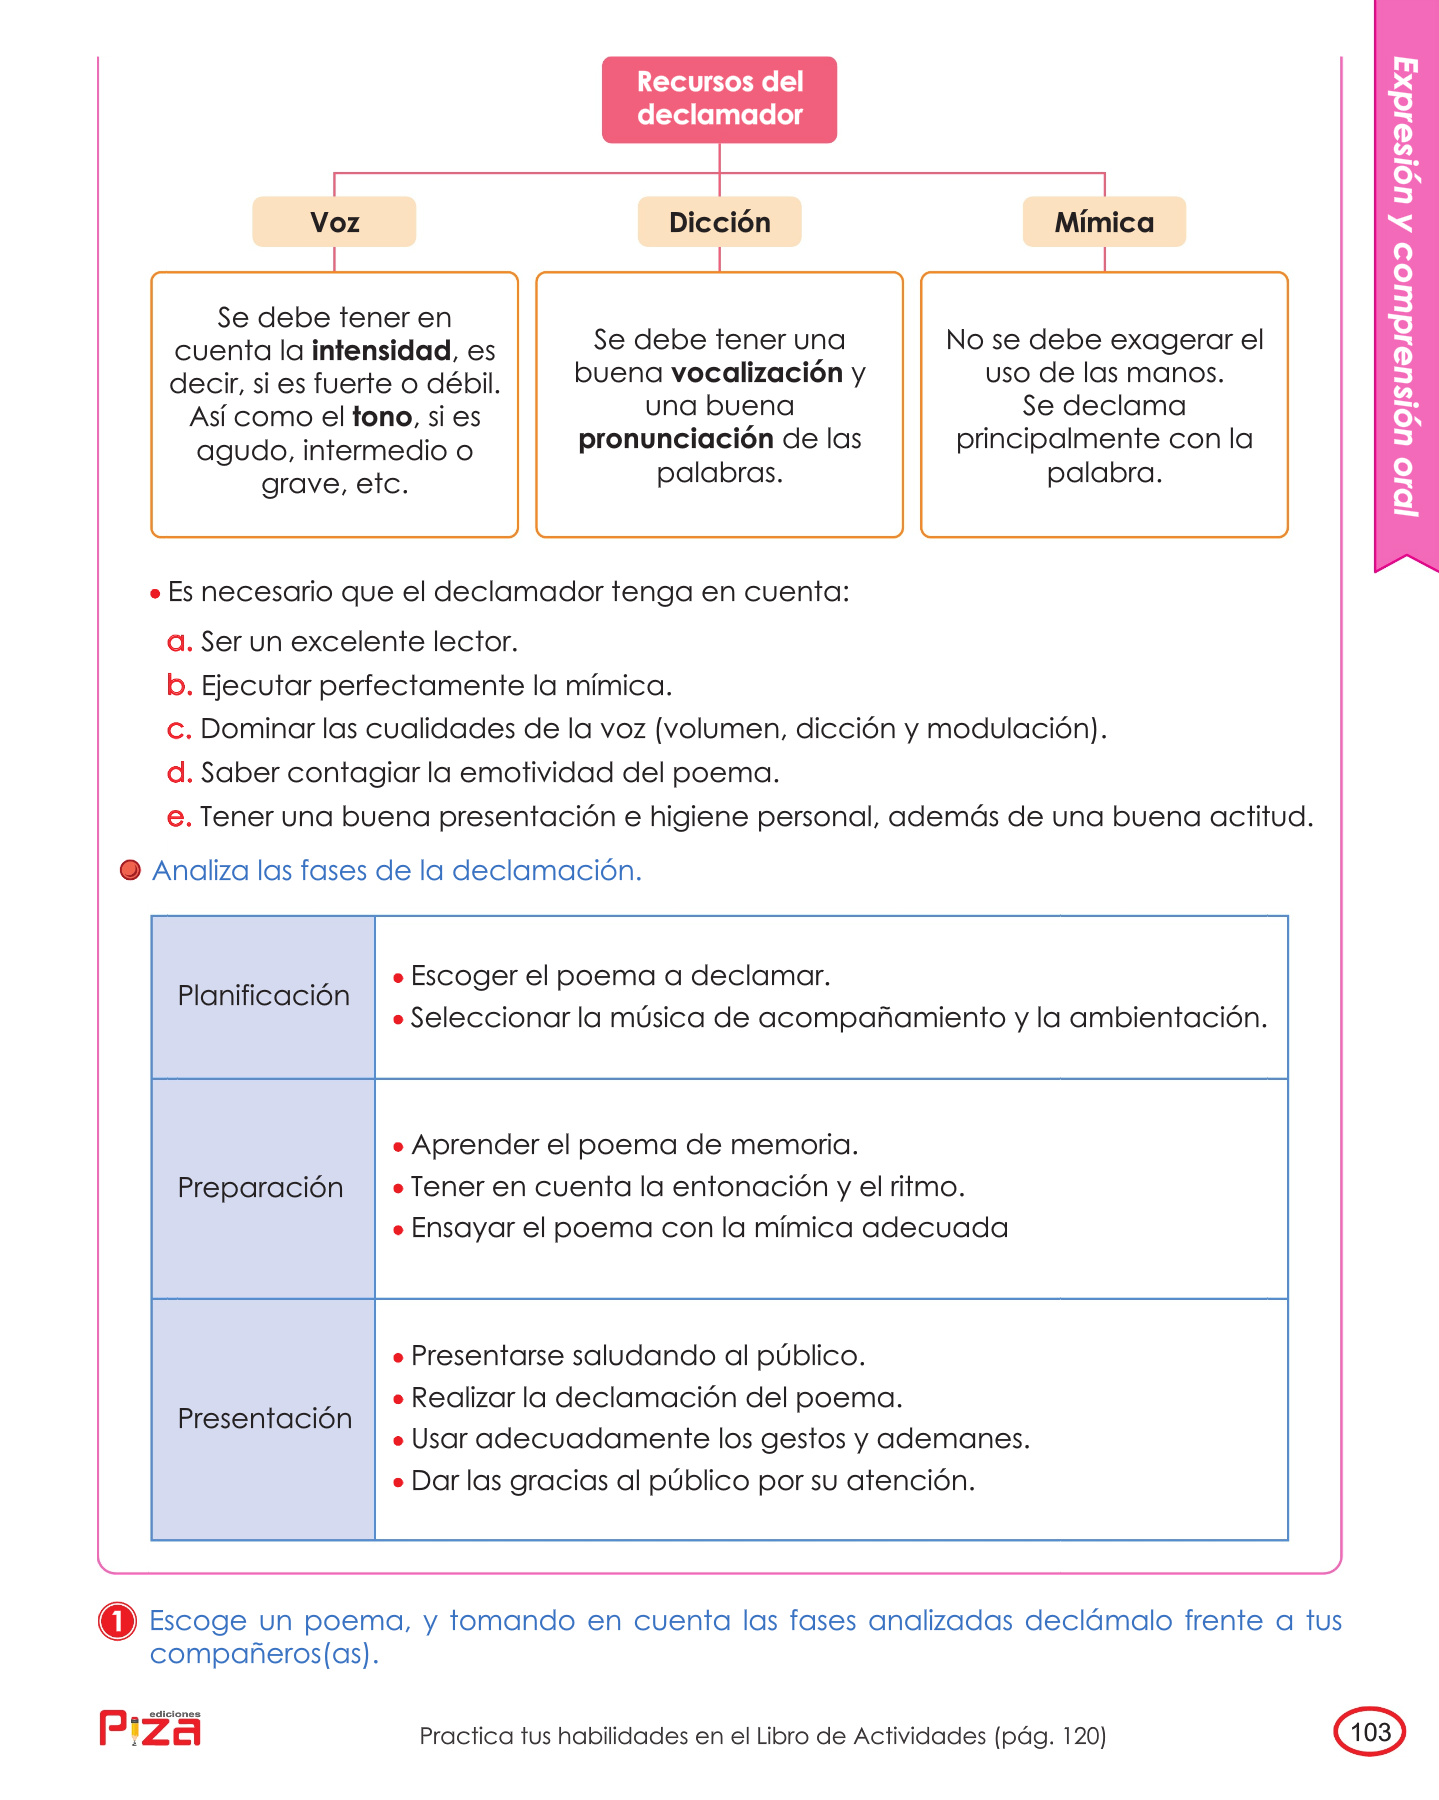 Expresión y comprensión oral
Recursos del
declamador
Voz
Dicción
Mímica
Se debe tener en
cuenta la intensidad, es
decir, si es fuerte o débil.
Así como el tono, si es
agudo, intermedio o
grave, etc.
Se debe tener una
buena vocalización y
una buena
pronunciación de las
palabras.
No se debe exagerar el
uso de las manos.
Se declama
principalmente con la
palabra.
• Es necesario que el declamador tenga en cuenta:
a. Ser un excelente lector.
b. Ejecutar perfectamente la mímica.
c. Dominar las cualidades de la voz (volumen, dicción y modulación).
d. Saber contagiar la emotividad del poema.
e. Tener una buena presentación e higiene personal, además de una buena actitud.
Analiza las fases de la declamación.
Planificación
• Escoger el poema a declamar.
• Seleccionar la música de acompañamiento y la ambientación.
Preparación
• Aprender el poema de memoria.
• Tener en cuenta la entonación y el ritmo.
• Ensayar el poema con la mímica adecuada
Presentación
• Presentarse saludando al público.
• Realizar la declamación del poema.
• Usar adecuadamente los gestos y ademanes.
• Dar las gracias al público por su atención.
1 Escoge un poema, y tomando en cuenta las fases analizadas declámalo frente a tus
compañeros(as).
ediciones
Piza
Practica tus habilidades en el Libro de Actividades (pág. 120)
103